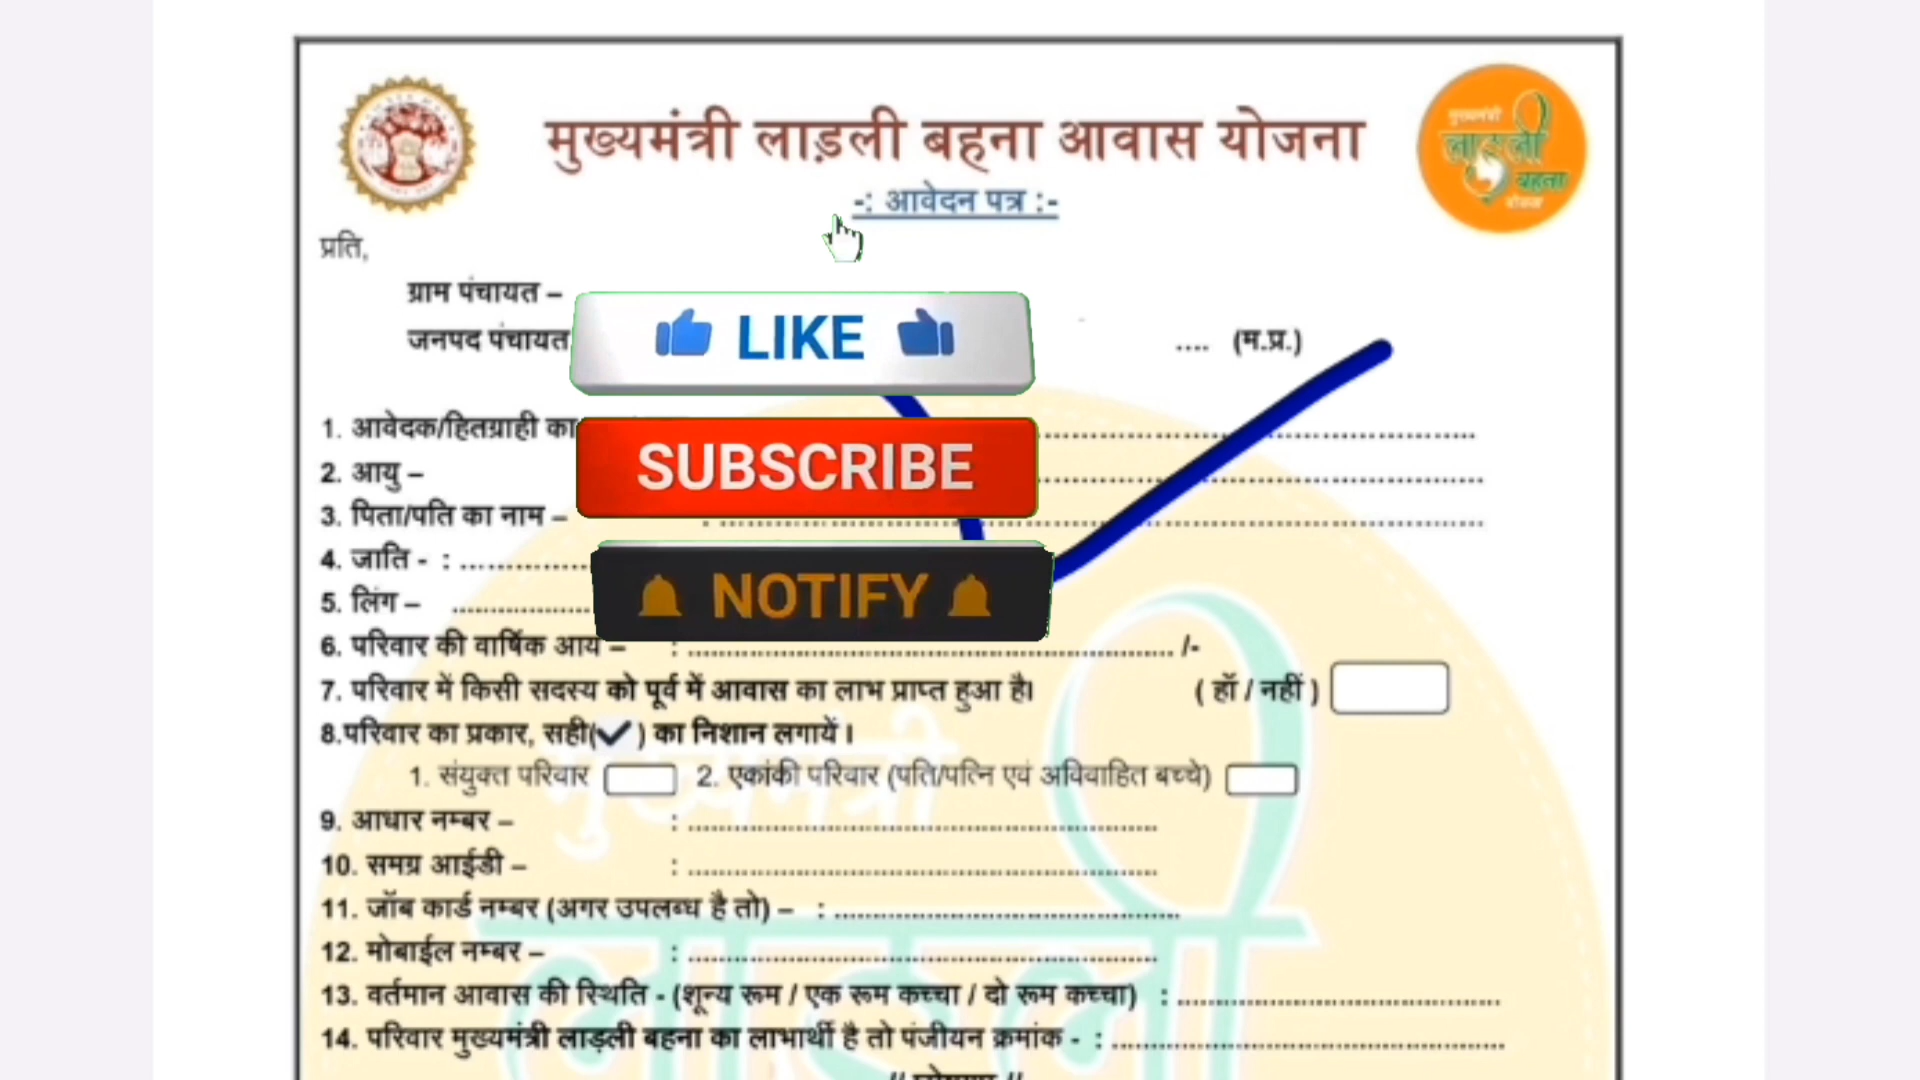 मुख्यमंत्री लाड़ली बहना आवास योजना
-: आवेदन पत्र :-
मुख्यमंत्री
लाड़ली
बहना
योजना
प्रति,
ग्राम पंचायत –
जनपद पंचायत
.... (म.प्र.)
LIKE
1. आवेदक/हितग्राही का
SUBSCRIBE
2. आयु –
3. पिता/पति का नाम –
4. जाति - :
5. लिंग –
NOTIFY
6. परिवार की वार्षिक आय – : /-
7. परिवार में किसी सदस्य को पूर्व में आवास का लाभ प्राप्त हुआ है। ( हॉ / नहीं )
8.परिवार का प्रकार, सही(✔) का निशान लगायें ।
1. संयुक्त परिवार 2. एकांकी परिवार (पति/पत्नि एवं अविवाहित बच्चे)
9. आधार नम्बर – :
10. समग्र आईडी – :
11. जॉब कार्ड नम्बर (अगर उपलब्ध है तो) – :
12. मोबाईल नम्बर – :
13. वर्तमान आवास की स्थिति - (शून्य रूम / एक रूम कच्चा / दो रूम कच्चा) :
14. परिवार मुख्यमंत्री लाड़ली बहना का लाभार्थी है तो पंजीयन क्रमांक - :
मुख्यमंत्री
लाड़ली